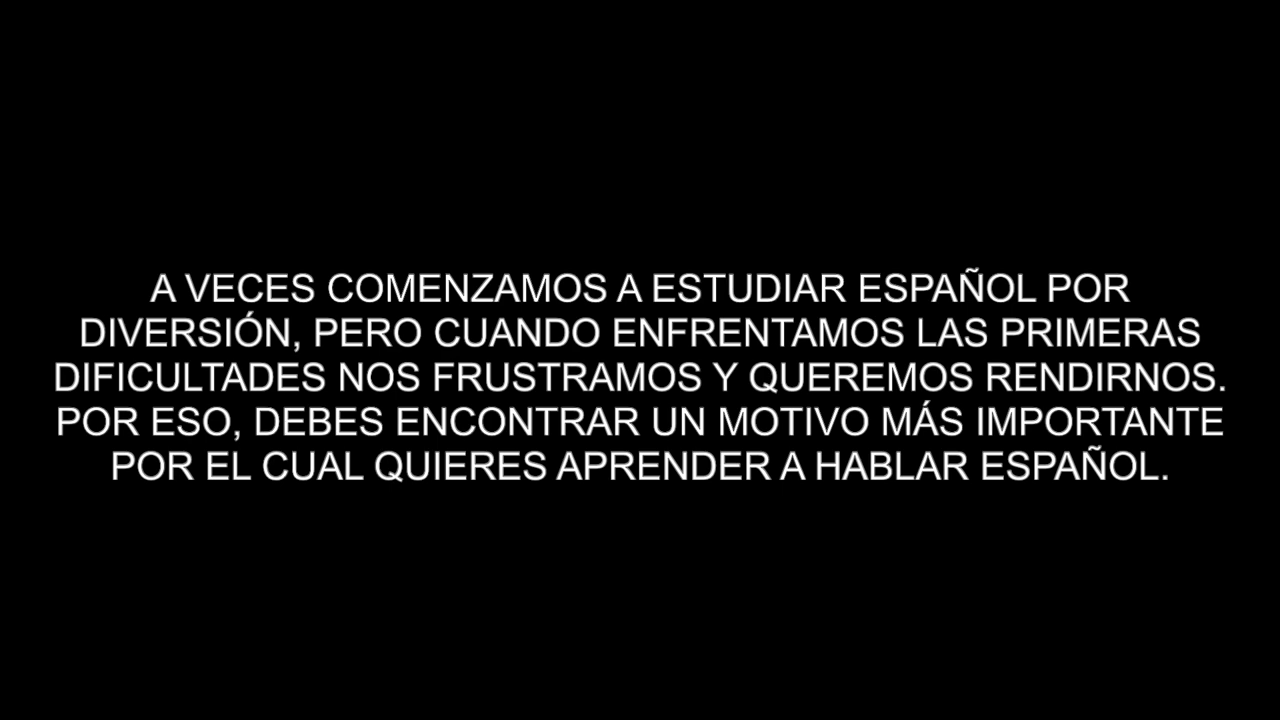 A VECES COMENZAMOS A ESTUDIAR ESPAÑOL POR
DIVERSIÓN, PERO CUANDO ENFRENTAMOS LAS PRIMERAS
DIFICULTADES NOS FRUSTRAMOS Y QUEREMOS RENDIRNOS.
POR ESO, DEBES ENCONTRAR UN MOTIVO MÁS IMPORTANTE
POR EL CUAL QUIERES APRENDER A HABLAR ESPAÑOL.